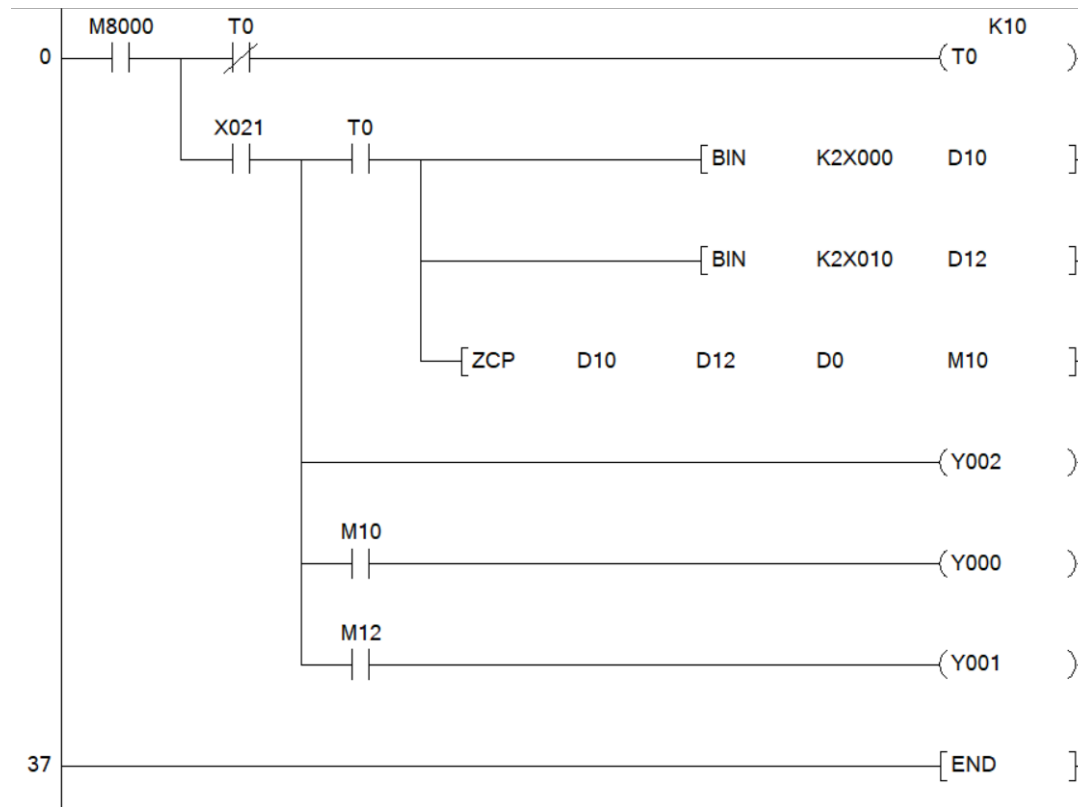 M8000 T0 K10
0 ( T0 )
X021 T0
[ BIN K2X000 D10 ]
[ BIN K2X010 D12 ]
[ ZCP D10 D12 D0 M10 ]
( Y002 )
M10
( Y000 )
M12
( Y001 )
37 [ END ]